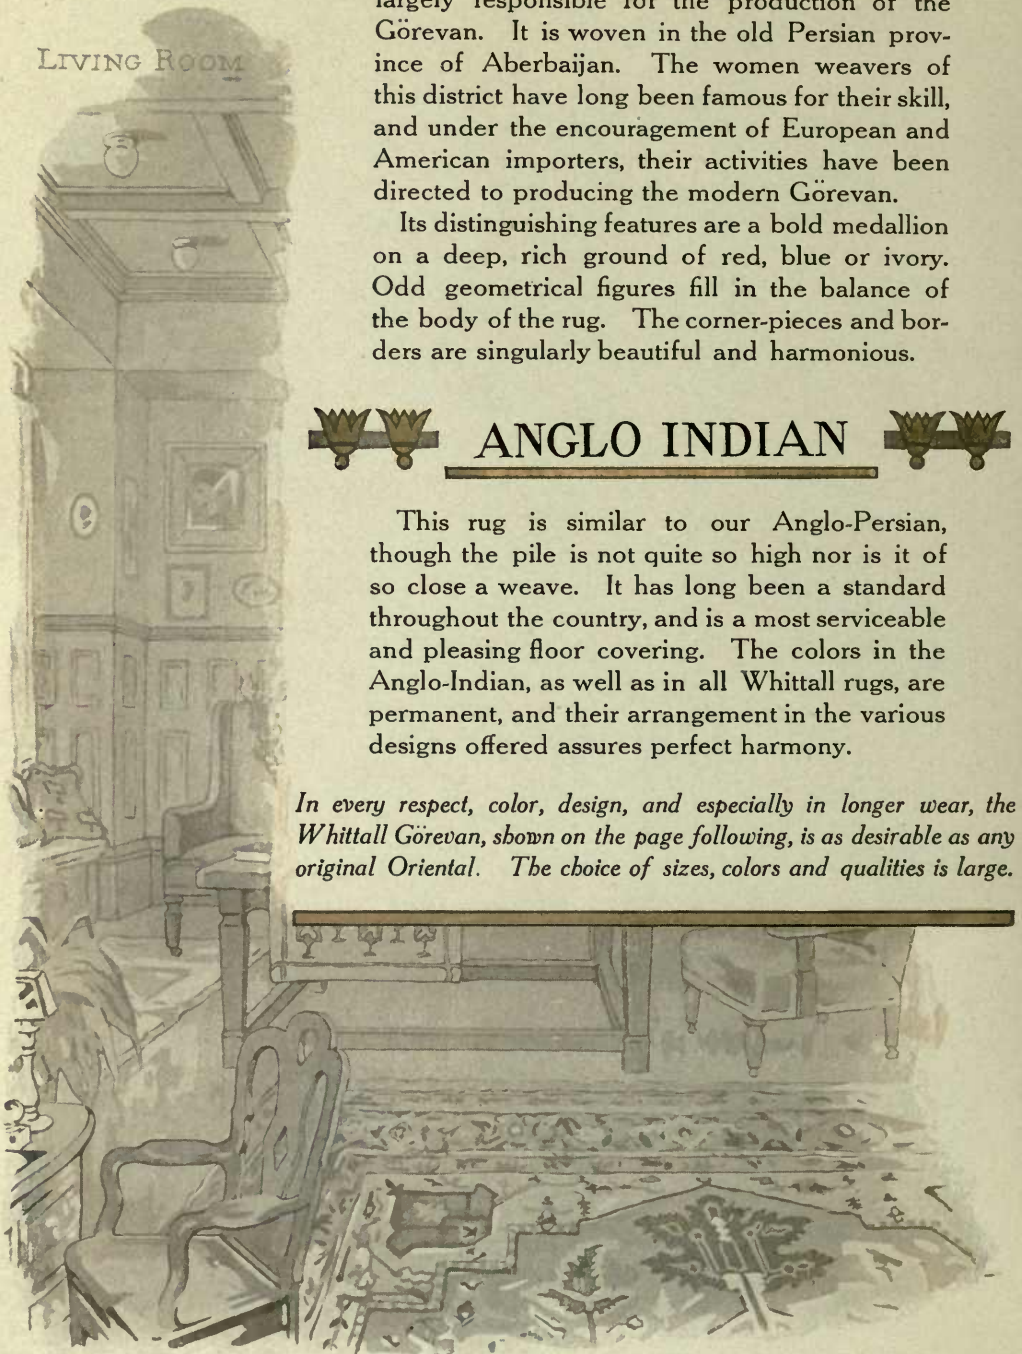 LIVING ROOM
largely responsible for the production of the
Görevan. It is woven in the old Persian prov-
ince of Aberbaijan. The women weavers of
this district have long been famous for their skill,
and under the encouragement of European and
American importers, their activities have been
directed to producing the modern Görevan.
Its distinguishing features are a bold medallion
on a deep, rich ground of red, blue or ivory.
Odd geometrical figures fill in the balance of
the body of the rug. The corner-pieces and bor-
ders are singularly beautiful and harmonious.
ANGLO INDIAN
This rug is similar to our Anglo-Persian,
though the pile is not quite so high nor is it of
so close a weave. It has long been a standard
throughout the country, and is a most serviceable
and pleasing floor covering. The colors in the
Anglo-Indian, as well as in all Whittall rugs, are
permanent, and their arrangement in the various
designs offered assures perfect harmony.
In every respect, color, design, and especially in longer wear, the
Whittall Görevan, shown on the page following, is as desirable as any
original Oriental. The choice of sizes, colors and qualities is large.